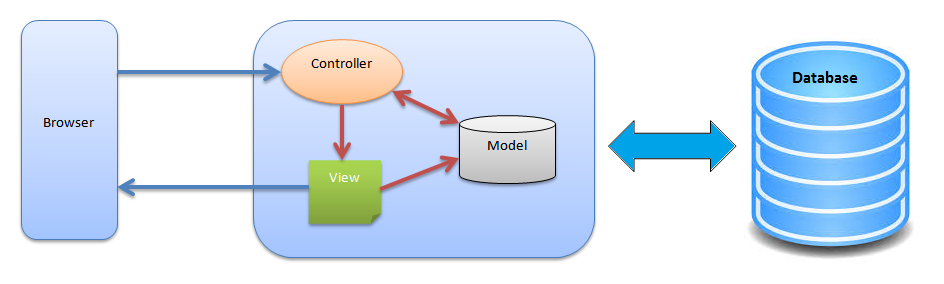 Browser
Controller
View
Model
Database